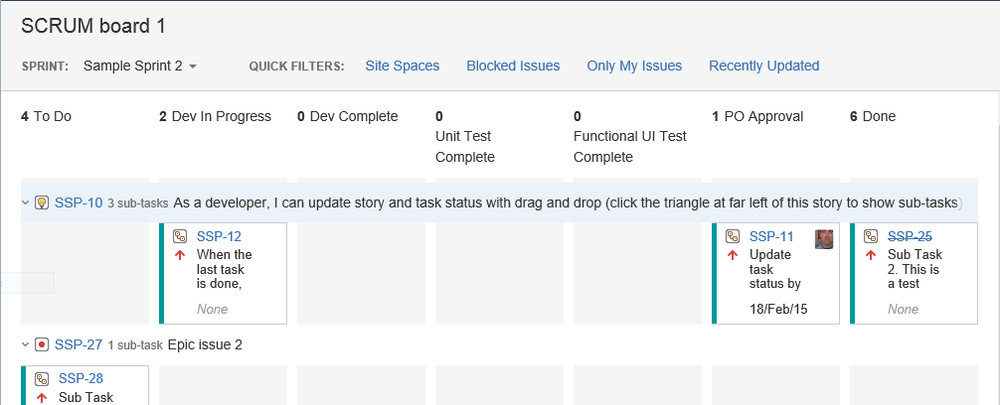 SCRUM board 1
SPRINT: Sample Sprint 2 QUICK FILTERS: Site Spaces Blocked Issues Only My Issues Recently Updated
4 To Do 2 Dev In Progress 0 Dev Complete 0 0 1 PO Approval 6 Done
Unit Test Functional UI Test
Complete Complete
SSP-10 3 sub-tasks As a developer, I can update story and task status with drag and drop (click the triangle at far left of this story to show sub-tasks)
SSP-12 SSP-11 SSP-25
When the Update Sub Task
last task task 2. This is
is done, status by a test
None 18/Feb/15 None
SSP-27 1 sub-task Epic issue 2
SSP-28
Sub Task